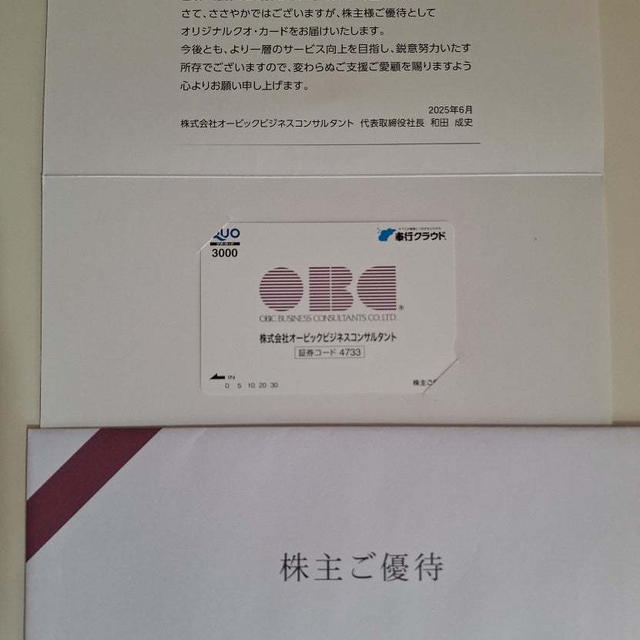 さて、ささやかではございますが、株主様ご優待として
オリジナルクオ・カードをお届けいたします。
今後とも、より一層のサービス向上を目指し、鋭意努力いたす
所存でございますので、変わらぬご支援ご愛顧を賜りますよう
心よりお願い申し上げます。
2025年6月
株式会社オービックビジネスコンサルタント 代表取締役社長 和田 成史
QUO
3000
奉行クラウド
OBC®
OBIC BUSINESS CONSULTANTS CO.,LTD.
株式会社オービックビジネスコンサルタント
証券コード 4733
IN
0 5 10 20 30
株主ご
株主ご優待